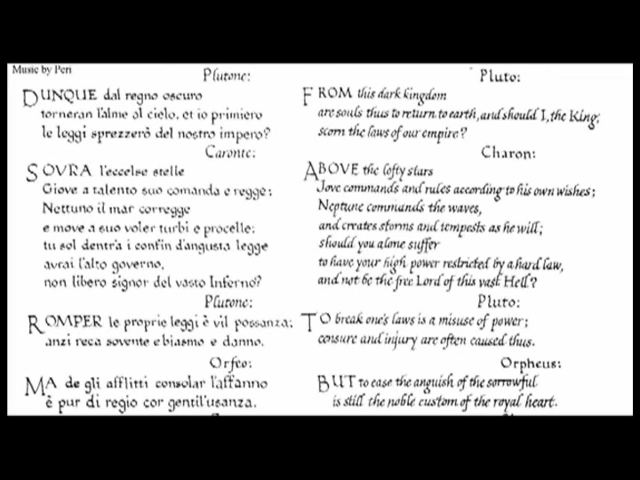 Music by Peri
Plutone:
DUNQUE dal regno oscuro
torneran l'alme al cielo, et io primiero
le leggi sprezzerò del nostro impero?
Caronte:
SOVRA l'eccelse stelle
Giove a talento suo comanda e regge;
Nettuno il mar corregge
e move a suo voler turbi e procelle;
tu sol dentr'a i confin d'angusta legge
avrai l'alto governo,
non libero signor del vasto Inferno?
Plutone:
ROMPER le proprie leggi è vil possanza;
anzi reca sovente e biasmo e danno.
Orfeo:
MA de gli afflitti consolar l'affanno
è pur di regio cor gentil'usanza.
Pluto:
FROM this dark kingdom
are souls thus to return to earth, and should I, the King,
scorn the laws of our empire?
Charon:
ABOVE the lofty stars
Jove commands and rules according to his own wishes;
Neptune commands the waves,
and creates storms and tempests as he will;
should you alone suffer
to have your high power restricted by a hard law,
and not be the free Lord of this vast Hell?
Pluto:
TO break one's laws is a misuse of power;
censure and injury are often caused thus.
Orpheus:
BUT to ease the anguish of the sorrowful
is still the noble custom of the royal heart.